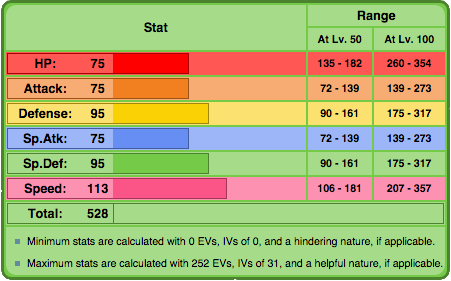 Stat
Range
At Lv. 50 At Lv. 100
HP: 75 135 - 182 260 - 354
Attack: 75 72 - 139 139 - 273
Defense: 95 90 - 161 175 - 317
Sp.Atk: 75 72 - 139 139 - 273
Sp.Def: 95 90 - 161 175 - 317
Speed: 113 106 - 181 207 - 357
Total: 528
Minimum stats are calculated with 0 EVs, IVs of 0, and a hindering nature, if applicable.
Maximum stats are calculated with 252 EVs, IVs of 31, and a helpful nature, if applicable.